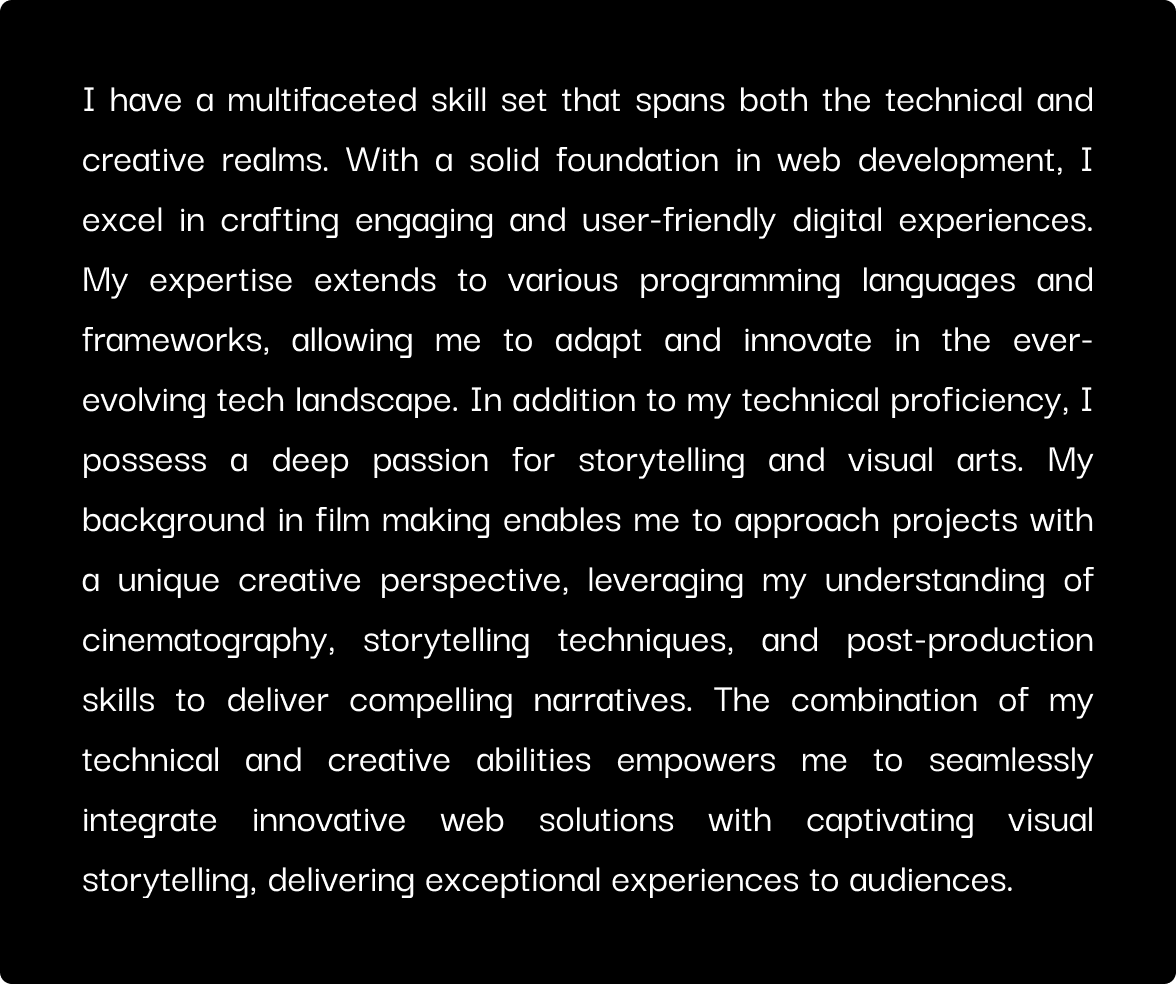 I have a multifaceted skill set that spans both the technical and
creative realms. With a solid foundation in web development, I
excel in crafting engaging and user-friendly digital experiences.
My expertise extends to various programming languages and
frameworks, allowing me to adapt and innovate in the ever-
evolving tech landscape. In addition to my technical proficiency, I
possess a deep passion for storytelling and visual arts. My
background in film making enables me to approach projects with
a unique creative perspective, leveraging my understanding of
cinematography, storytelling techniques, and post-production
skills to deliver compelling narratives. The combination of my
technical and creative abilities empowers me to seamlessly
integrate innovative web solutions with captivating visual
storytelling, delivering exceptional experiences to audiences.